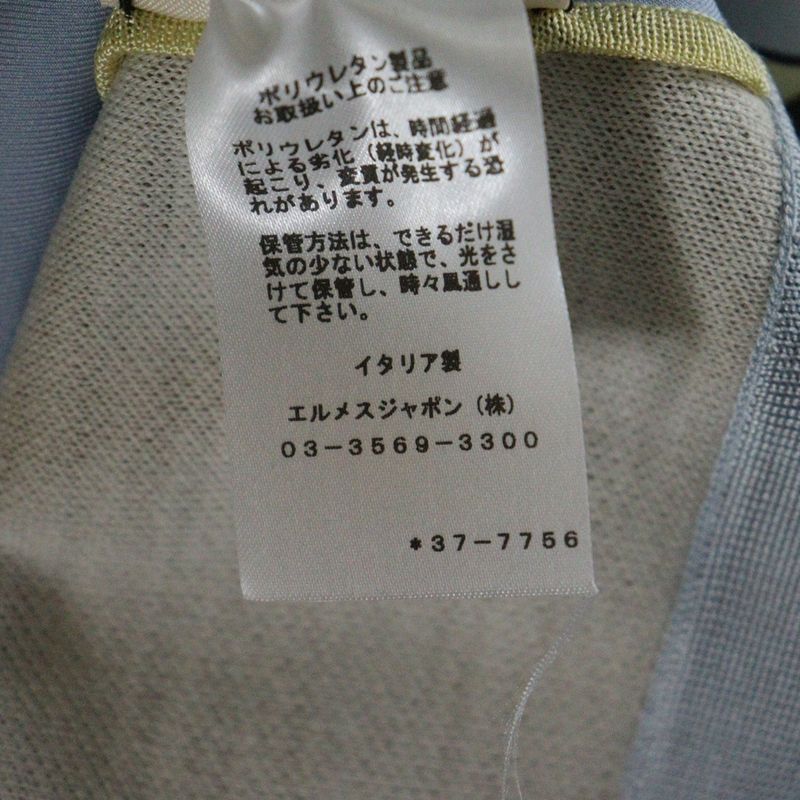 ポリウレタン製品
お取扱い上のご注意
ポリウレタンは、時間経過
による劣化（経時変化）が
起こり、変質が発生する恐
れがあります。
保管方法は、できるだけ湿
気の少ない状態で、光をさ
けて保管し、時々風通しし
て下さい。
イタリア製
エルメスジャポン（株）
03-3569-3300
*37-7756